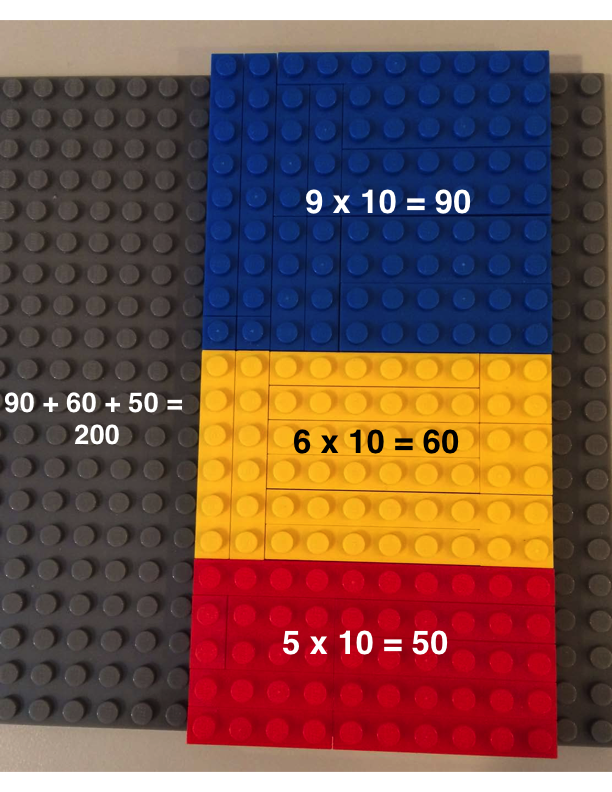 9 x 10 = 90
90 + 60 + 50 =
200
6 x 10 = 60
5 x 10 = 50